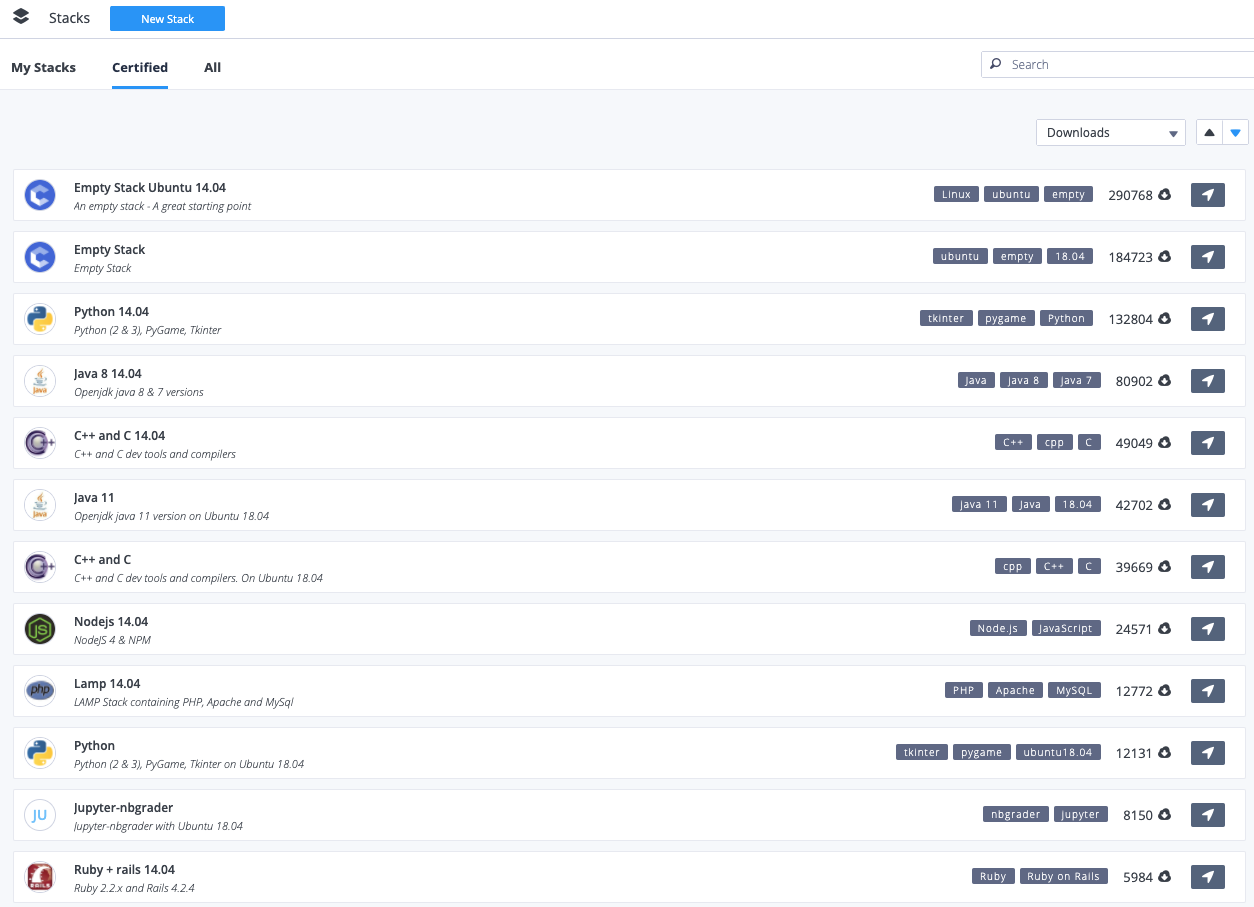 Stacks New Stack
My Stacks Certified All Search
Downloads
Empty Stack Ubuntu 14.04
An empty stack - A great starting point
Linux ubuntu empty 290768
Empty Stack
Empty Stack
ubuntu empty 18.04 184723
Python 14.04
Python (2 & 3), PyGame, Tkinter
tkinter pygame Python 132804
Java
Java 8 14.04
Openjdk java 8 & 7 versions
Java java 8 java 7 80902
C++
C++ and C 14.04
C++ and C dev tools and compilers
C++ cpp C 49049
Java
Java 11
Openjdk java 11 version on Ubuntu 18.04
java 11 Java 18.04 42702
C++
C++ and C
C++ and C dev tools and compilers. On Ubuntu 18.04
cpp C++ C 39669
JS
Nodejs 14.04
NodeJS 4 & NPM
Node.js JavaScript 24571
php
Lamp 14.04
LAMP Stack containing PHP, Apache and MySql
PHP Apache MySQL 12772
Python
Python (2 & 3), PyGame, Tkinter on Ubuntu 18.04
tkinter pygame ubuntu18.04 12131
JU
Jupyter-nbgrader
Jupyter-nbgrader with Ubuntu 18.04
nbgrader jupyter 8150
RAILS
Ruby + rails 14.04
Ruby 2.2.x and Rails 4.2.4
Ruby Ruby on Rails 5984